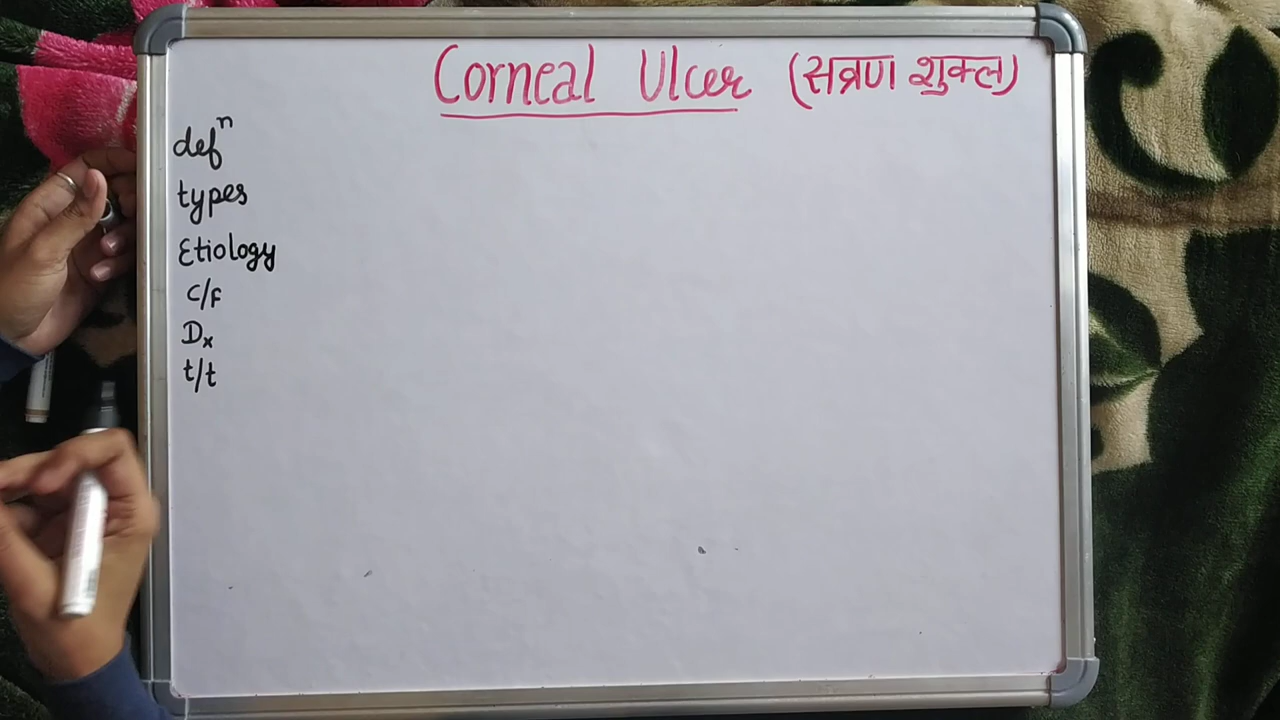 Corneal Ulcer (सव्रण शुक्ल)
defⁿ
types
Etiology
C/F
Dx
t/t